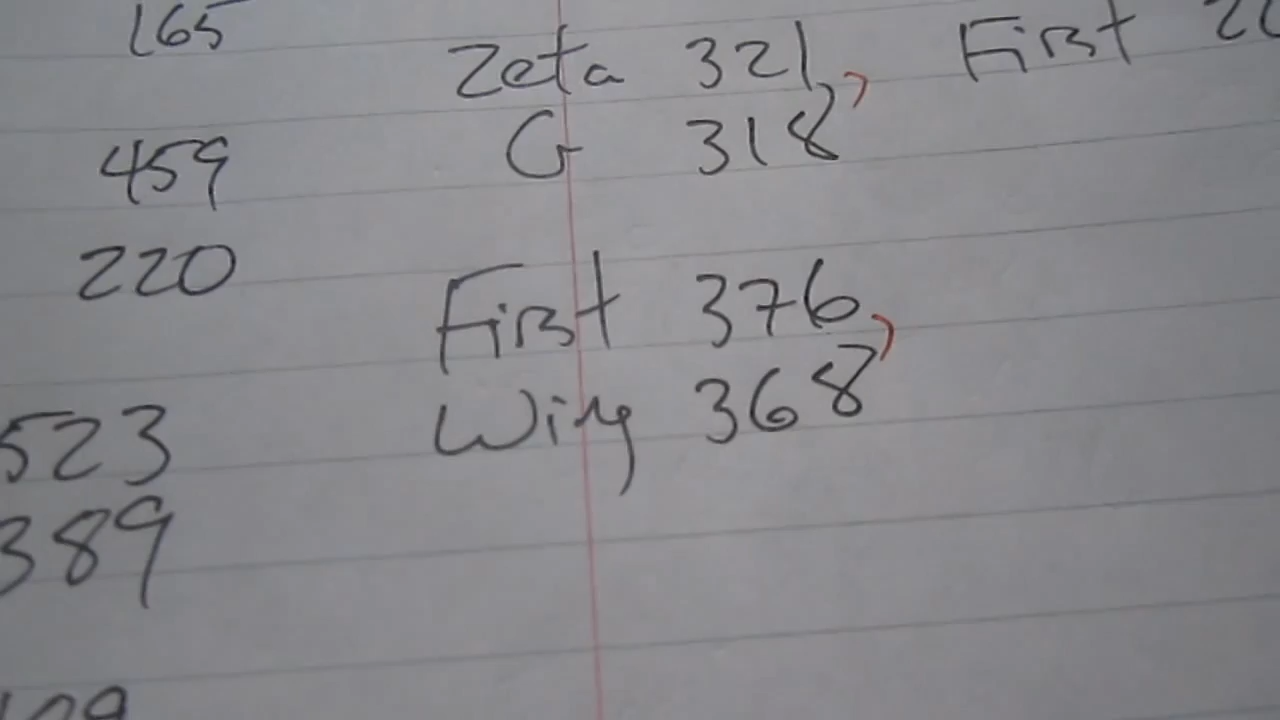 165
Zeta 321, First
G 318
459
220
First 376,
Wing 368
523
389